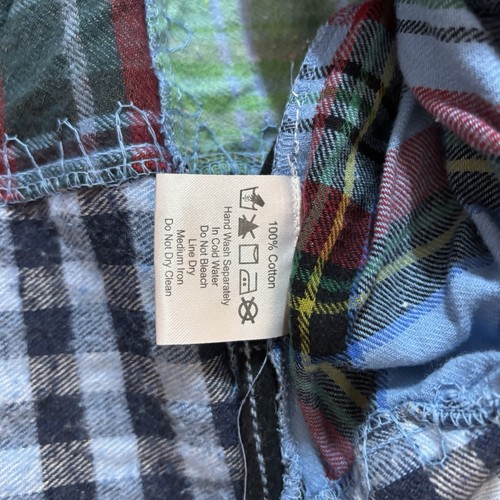 100% Cotton
Hand Wash Separately
In Cold Water
Do Not Bleach
Line Dry
Medium Iron
Do Not Dry Clean